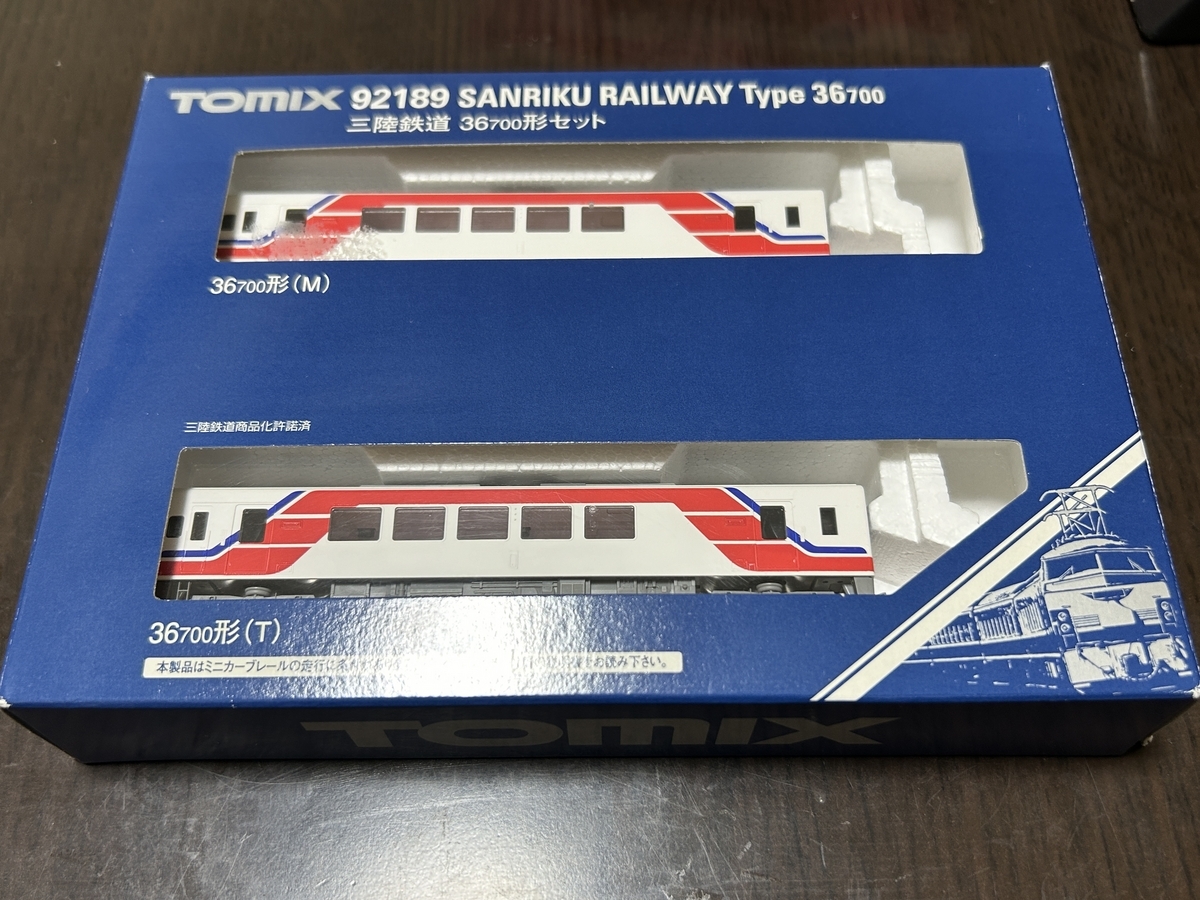 TOMIX 92189 SANRIKU RAILWAY Type 36700
三陸鉄道 36700形セット
36700形(M)
三陸鉄道商品化許諾済
36700形(T)
本製品はミニカーブレールの走行に
お読み下さい。
TOMIX